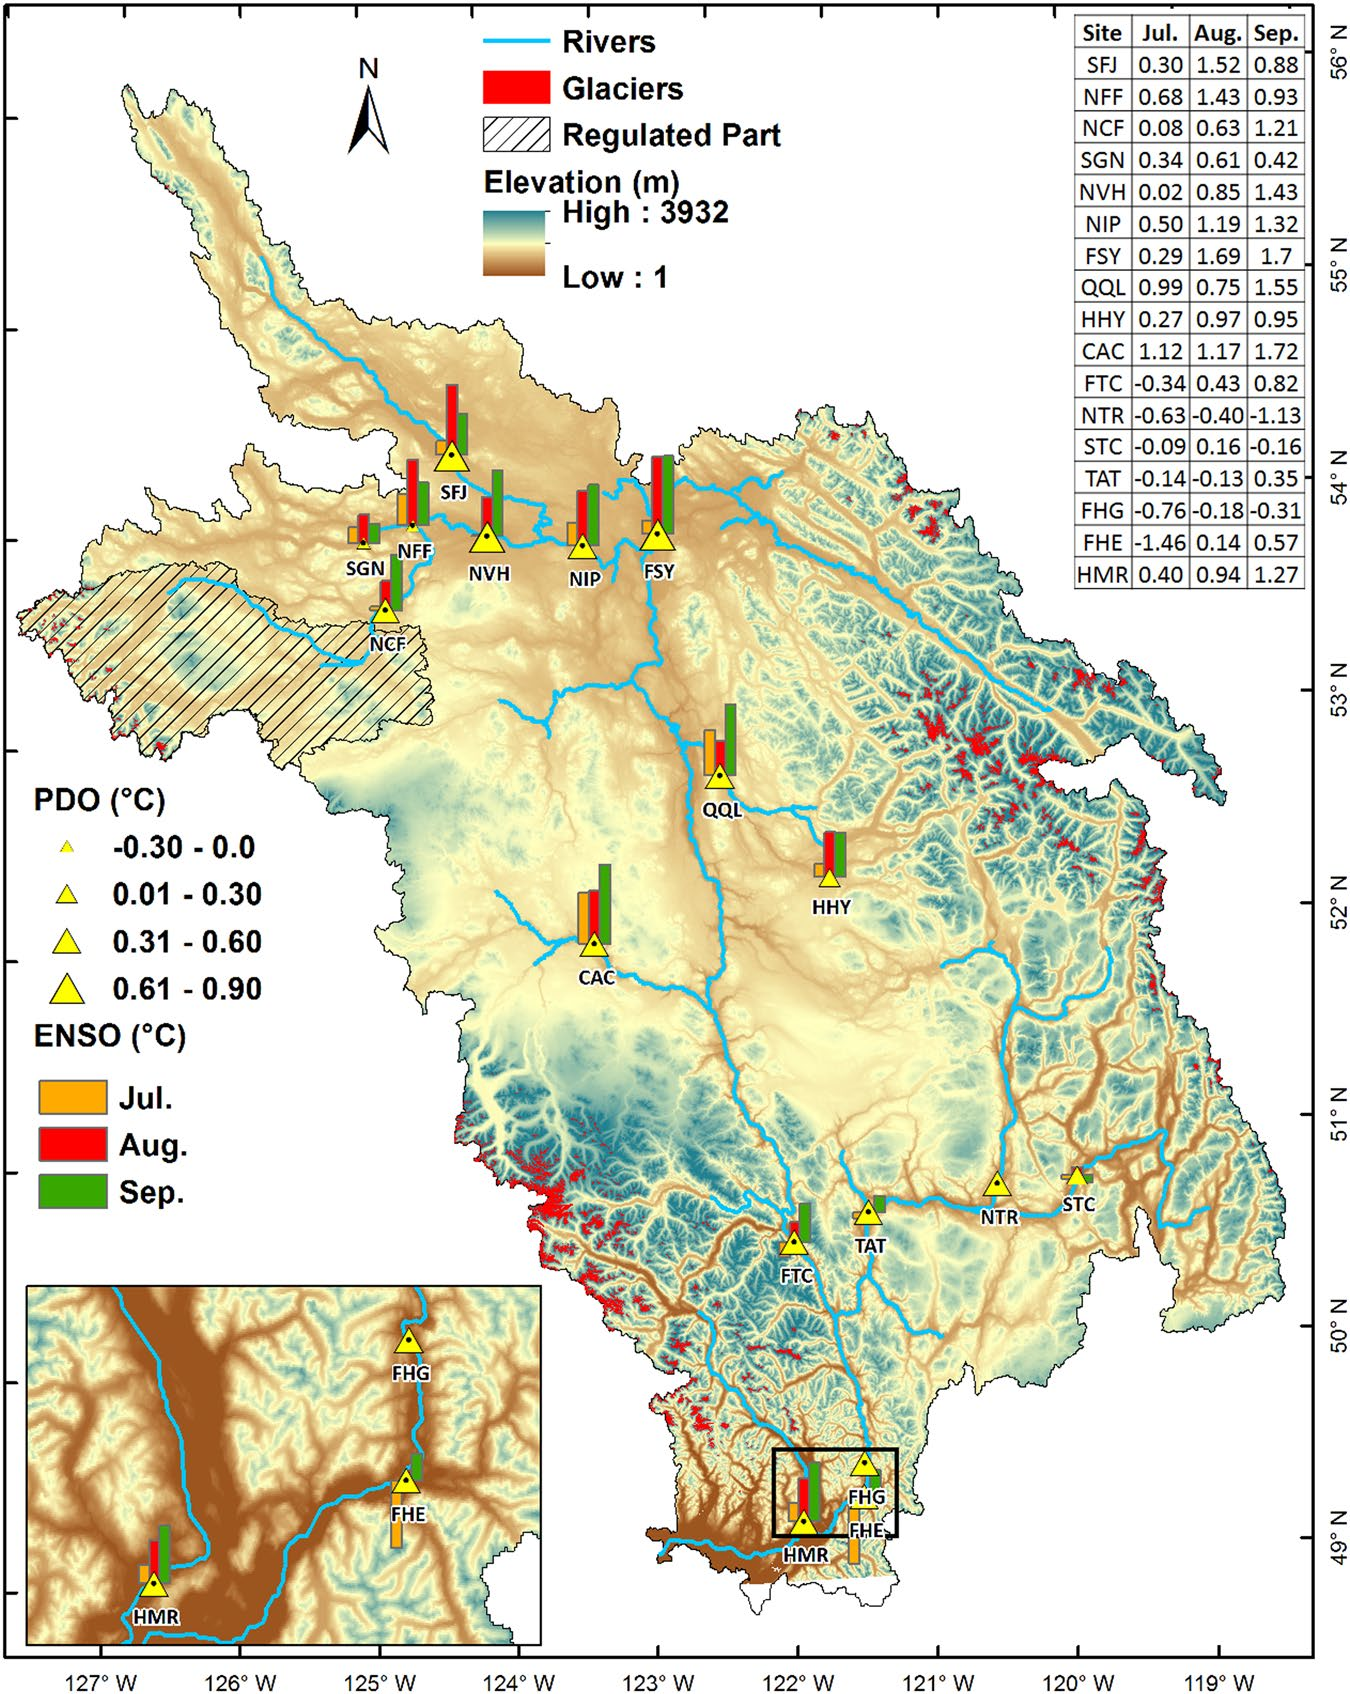 Rivers
Glaciers
Regulated Part
Elevation (m)
High : 3932
Low : 1
N
Site Jul. Aug. Sep.
SFJ 0.30 1.52 0.88
NFF 0.68 1.43 0.93
NCF 0.08 0.63 1.21
SGN 0.34 0.61 0.42
NVH 0.02 0.85 1.43
NIP 0.50 1.19 1.32
FSY 0.29 1.69 1.7
QQL 0.99 0.75 1.55
HHY 0.27 0.97 0.95
CAC 1.12 1.17 1.72
FTC -0.34 0.43 0.82
NTR -0.63 -0.40 -1.13
STC -0.09 0.16 -0.16
TAT -0.14 -0.13 0.35
FHG -0.76 -0.18 -0.31
FHE -1.46 0.14 0.57
HMR 0.40 0.94 1.27
56° N
55° N
54° N
53° N
52° N
51° N
50° N
49° N
SFJ
NFF
SGN
NVH
NIP
FSY
NCF
QQL
HHY
CAC
NTR
STC
TAT
FTC
FHG
FHE
HMR
PDO (°C)
-0.30 - 0.0
0.01 - 0.30
0.31 - 0.60
0.61 - 0.90
ENSO (°C)
Jul.
Aug.
Sep.
FHG
FHE
HMR
127° W 126° W 125° W 124° W 123° W 122° W 121° W 120° W 119° W